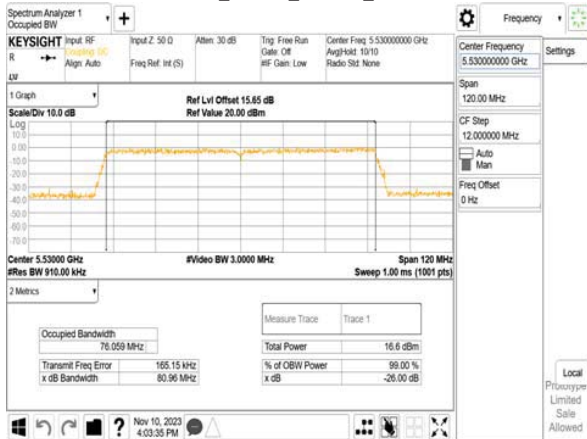 Spectrum Analyzer 1
Occupied BW
+
Frequency
KEYSIGHT
Input: RF
Coupling: DC
Align: Auto
Input Z: 50 Ω
Freq Ref: Int (S)
Atten: 30 dB
Trig: Free Run
Gate: Off
#IF Gain: Low
Center Freq: 5.530000000 GHz
Avg|Hold: 10/10
Radio Std: None
R
LVI
Center Frequency
5.530000000 GHz
Settings
Span
120.00 MHz
CF Step
12.000000 MHz
Auto
Man
Freq Offset
0 Hz
1 Graph
Scale/Div 10.0 dB
Ref Lvl Offset 15.65 dB
Ref Value 20.00 dBm
Log
10.0
0.00
-10.0
-20.0
-30.0
-40.0
-50.0
-60.0
-70.0
Center 5.53000 GHz
#Res BW 910.00 kHz
#Video BW 3.0000 MHz
Span 120 MHz
Sweep 1.00 ms (1001 pts)
2 Metrics
Measure Trace
Trace 1
Occupied Bandwidth
76.059 MHz
Total Power
16.6 dBm
Transmit Freq Error
165.15 kHz
% of OBW Power
99.00 %
x dB Bandwidth
80.96 MHz
x dB
-26.00 dB
Local
Prototype
Limited
Sale
Allowed
?
Nov 10, 2023
4:03:35 PM